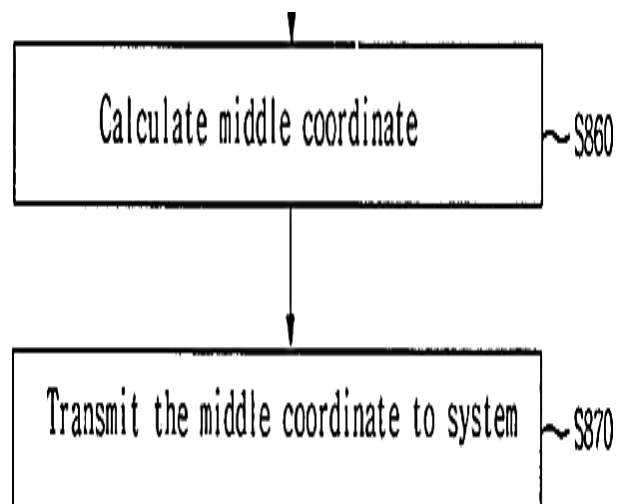 Calculate middle coordinate
S860
Transmit the middle coordinate to system
S870